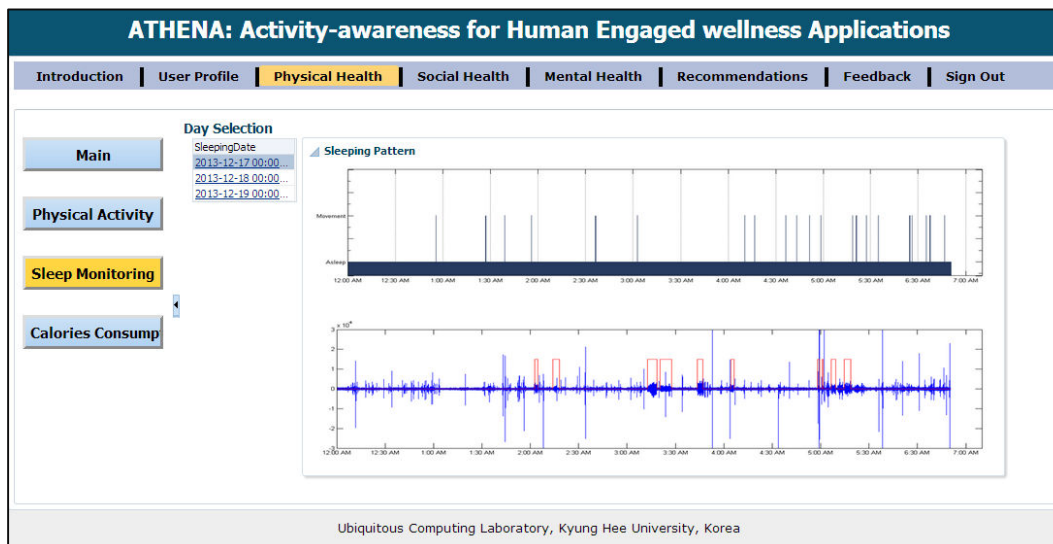 ATHENA: Activity-awareness for Human Engaged wellness Applications
Introduction User Profile Physical Health Social Health Mental Health Recommendations Feedback Sign Out
Main
Physical Activity
Sleep Monitoring
Calories Consump
Day Selection
SleepingDate
2013-12-17 00:00...
2013-12-18 00:00...
2013-12-19 00:00...
Sleeping Pattern
Movement
Asleep
12:00 AM 12:30 AM 1:00 AM 1:30 AM 2:00 AM 2:30 AM 3:00 AM 3:30 AM 4:00 AM 4:30 AM 5:00 AM 5:30 AM 6:00 AM 6:30 AM 7:00 AM
3
2
1
0
-1
-2
-3
12:00 AM 12:30 AM 1:00 AM 1:30 AM 2:00 AM 2:30 AM 3:00 AM 3:30 AM 4:00 AM 4:30 AM 5:00 AM 5:30 AM 6:00 AM 6:30 AM 7:00 AM
Ubiquitous Computing Laboratory, Kyung Hee University, Korea